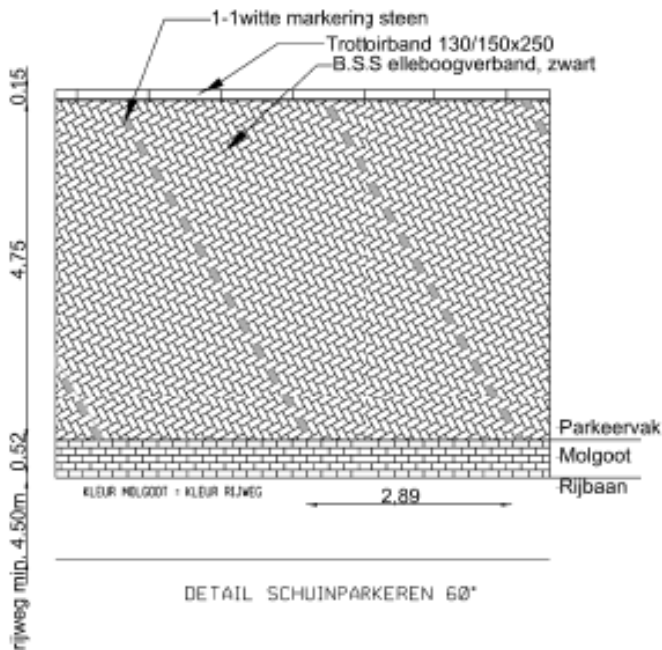 1-1witte markering steen
Trottoirband 130/150x250
B.S.S elleboogverband, zwart
0.15
4,75
0.52
rijweg min. 4.50m
Parkeervak
Molgoot
Rijbaan
KLEUR MOLGOOT = KLEUR RIJWEG
2,89
DETAIL SCHUINPARKEREN 60°